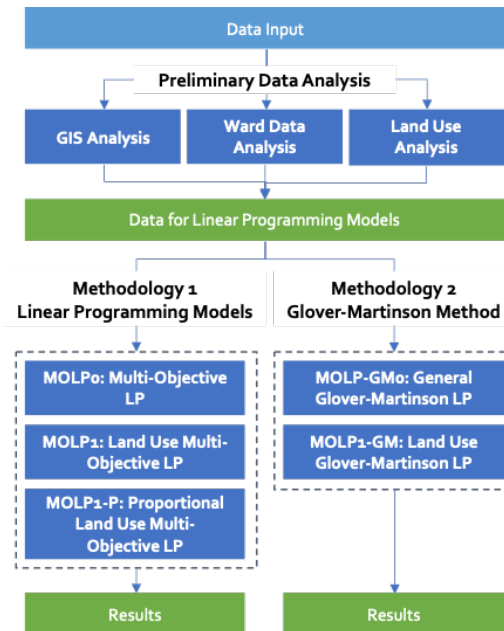 Data Input
Preliminary Data Analysis
GIS Analysis
Ward Data
Analysis
Land Use
Analysis
Data for Linear Programming Models
Methodology 1
Linear Programming Models
Methodology 2
Glover-Martinson Method
MOLP0: Multi-Objective
LP
MOLP1: Land Use Multi-
Objective LP
MOLP1-P: Proportional
Land Use Multi-
Objective LP
MOLP-GM0: General
Glover-Martinson LP
MOLP1-GM: Land Use
Glover-Martinson LP
Results
Results